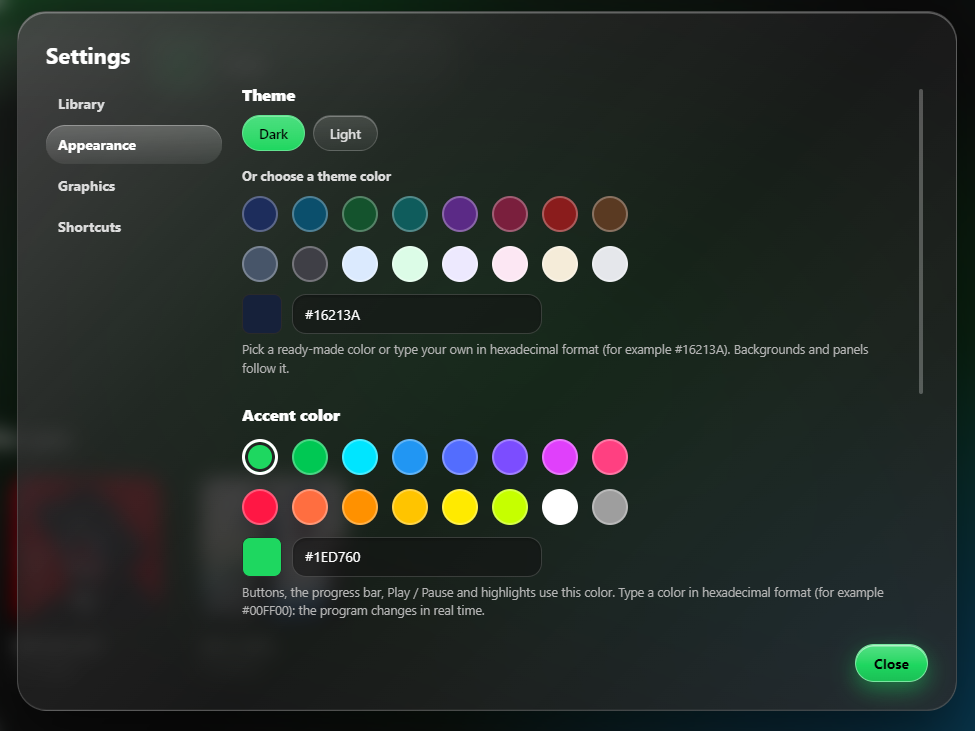 Settings
Library
Appearance
Graphics
Shortcuts
Theme
Dark
Light
Or choose a theme color
#16213A
Pick a ready-made color or type your own in hexadecimal format (for example #16213A). Backgrounds and panels
follow it.
Accent color
#1ED760
Buttons, the progress bar, Play / Pause and highlights use this color. Type a color in hexadecimal format (for example
#00FF00): the program changes in real time.
Close